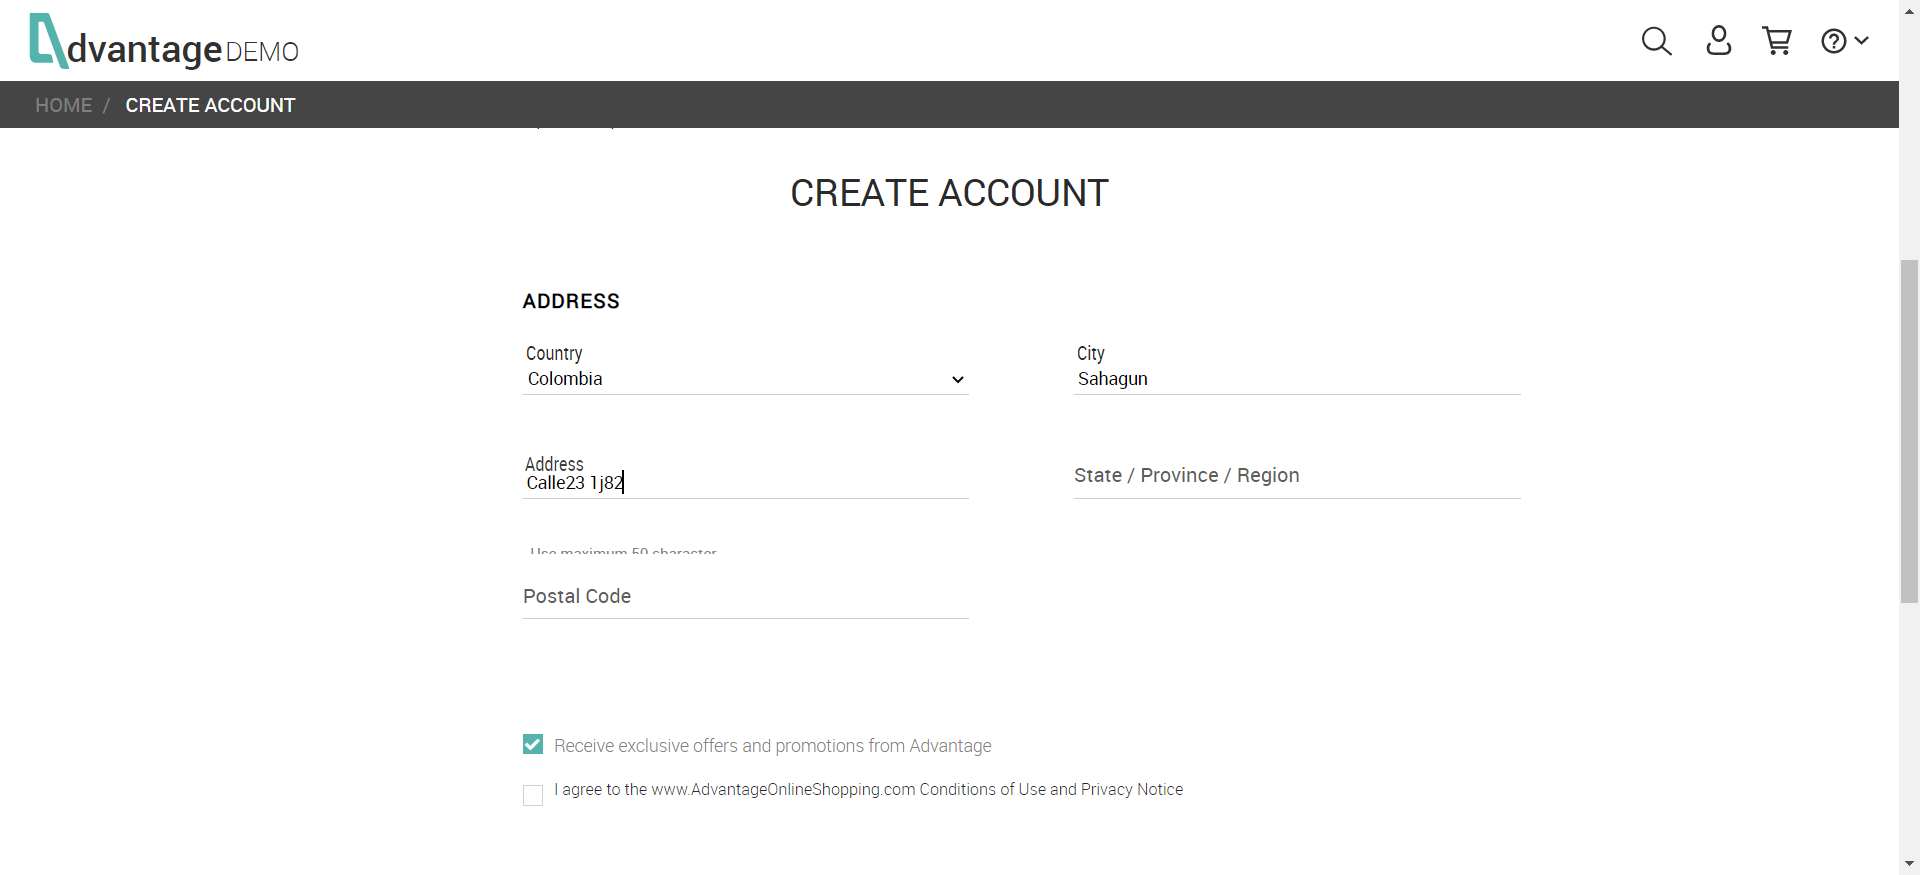 dvantage DEMO
HOME / CREATE ACCOUNT
CREATE ACCOUNT
ADDRESS
Country
City
Colombia
Sahagun
Address
Calle23 1j82
State / Province / Region
Use maximum 50 character
Postal Code
Receive exclusive offers and promotions from Advantage
I agree to the www.AdvantageOnlineShopping.com Conditions of Use and Privacy Notice